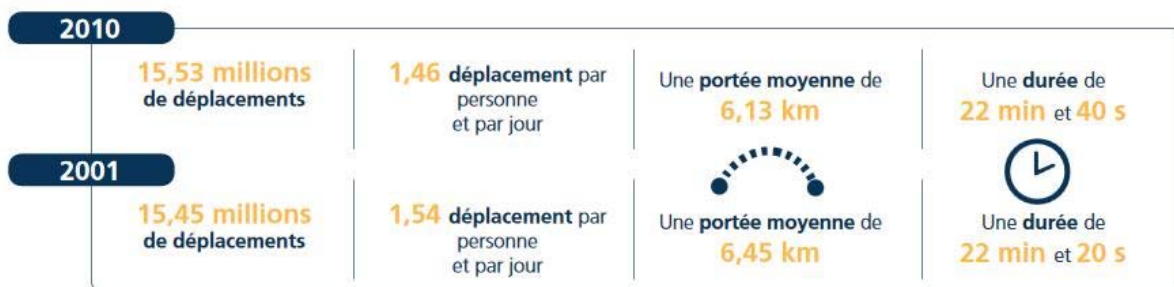 2010
15,53 millions
de déplacements
1,46 déplacement par
personne
et par jour
Une portée moyenne de
6,13 km
Une durée de
22 min et 40 s
2001
15,45 millions
de déplacements
1,54 déplacement par
personne
et par jour
Une portée moyenne de
6,45 km
Une durée de
22 min et 20 s